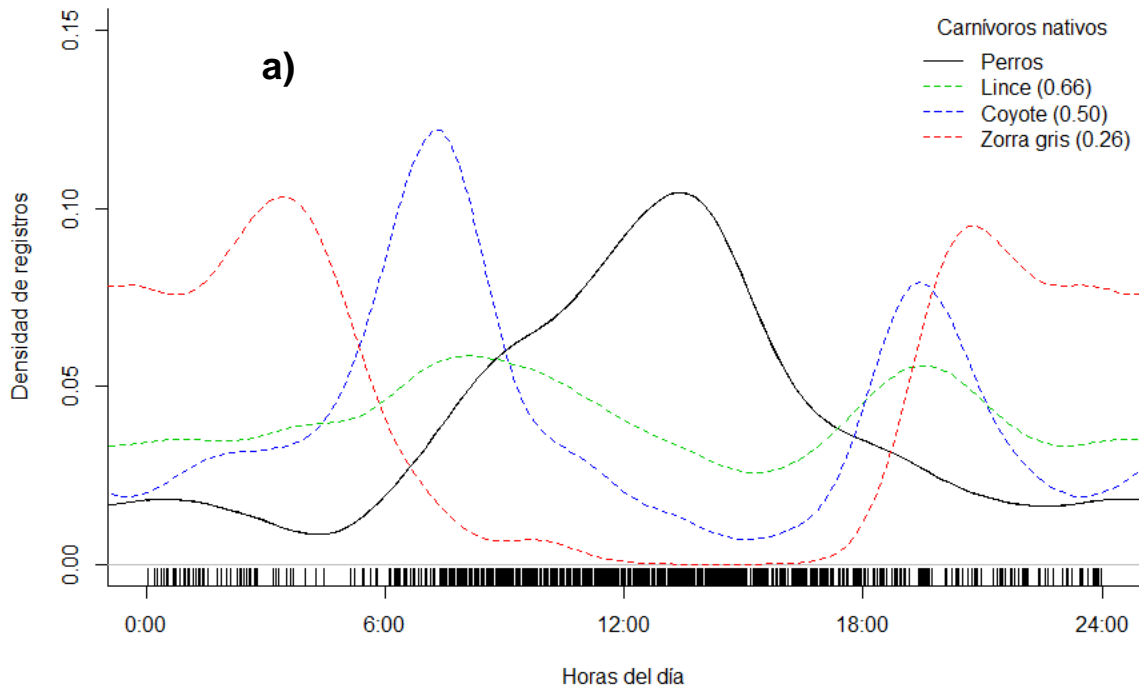 a)
Carnívoros nativos
Perros
Lince (0.66)
Coyote (0.50)
Zorra gris (0.26)
Densidad de registros
0.15
0.10
0.05
0.00
0:00
6:00
12:00
18:00
24:00
Horas del día